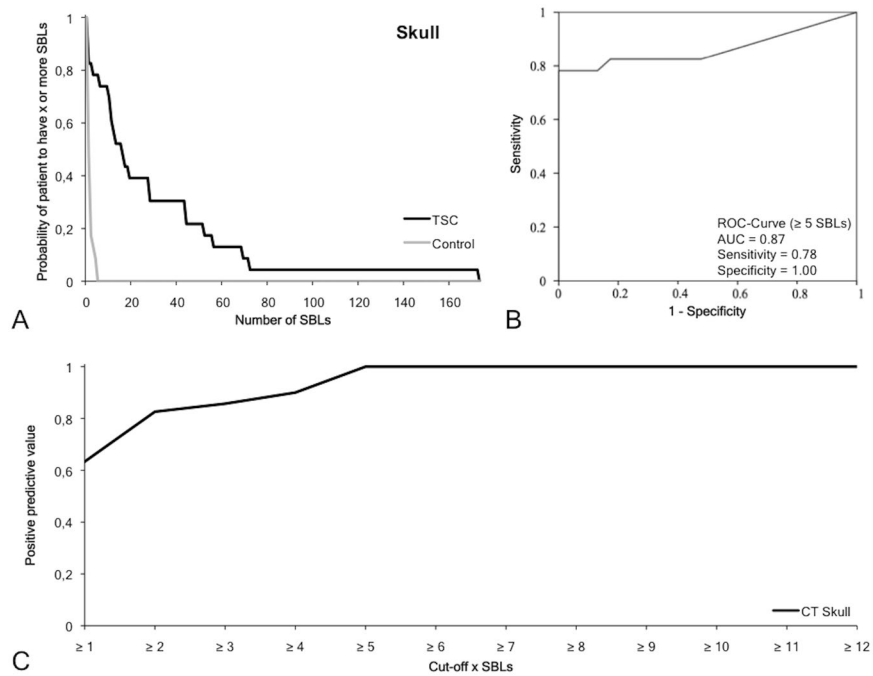 Skull
Probability of patient to have x or more SBLs
1
0,8
0,6
0,4
0,2
0
TSC
Control
0 20 40 60 80 100 120 140 160
Number of SBLs
A
Sensitivity
1
0.8
0.6
0.4
0.2
0
ROC-Curve (≥ 5 SBLs)
AUC = 0.87
Sensitivity = 0.78
Specificity = 1.00
0 0.2 0.4 0.6 0.8 1
1 - Specificity
B
Positive predictive value
1
0,8
0,6
0,4
0,2
0
CT Skull
≥ 1 ≥ 2 ≥ 3 ≥ 4 ≥ 5 ≥ 6 ≥ 7 ≥ 8 ≥ 9 ≥ 10 ≥ 11 ≥ 12
Cut-off x SBLs
C